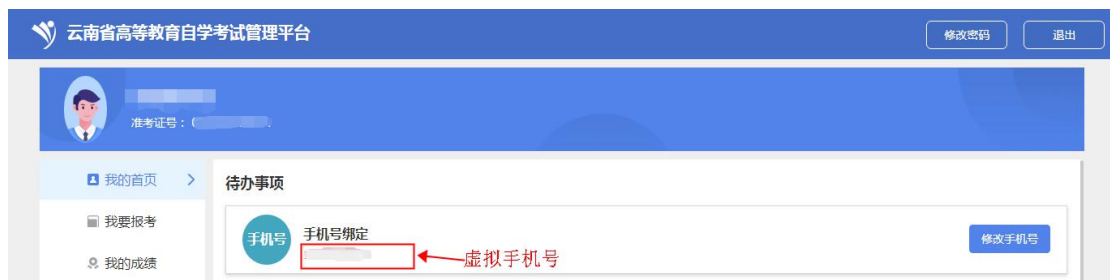 云南省高等教育自学考试管理平台
修改密码
退出
准考证号：
我的首页
待办事项
我要报考
手机号
手机号绑定
修改手机号
虚拟手机号
我的成绩